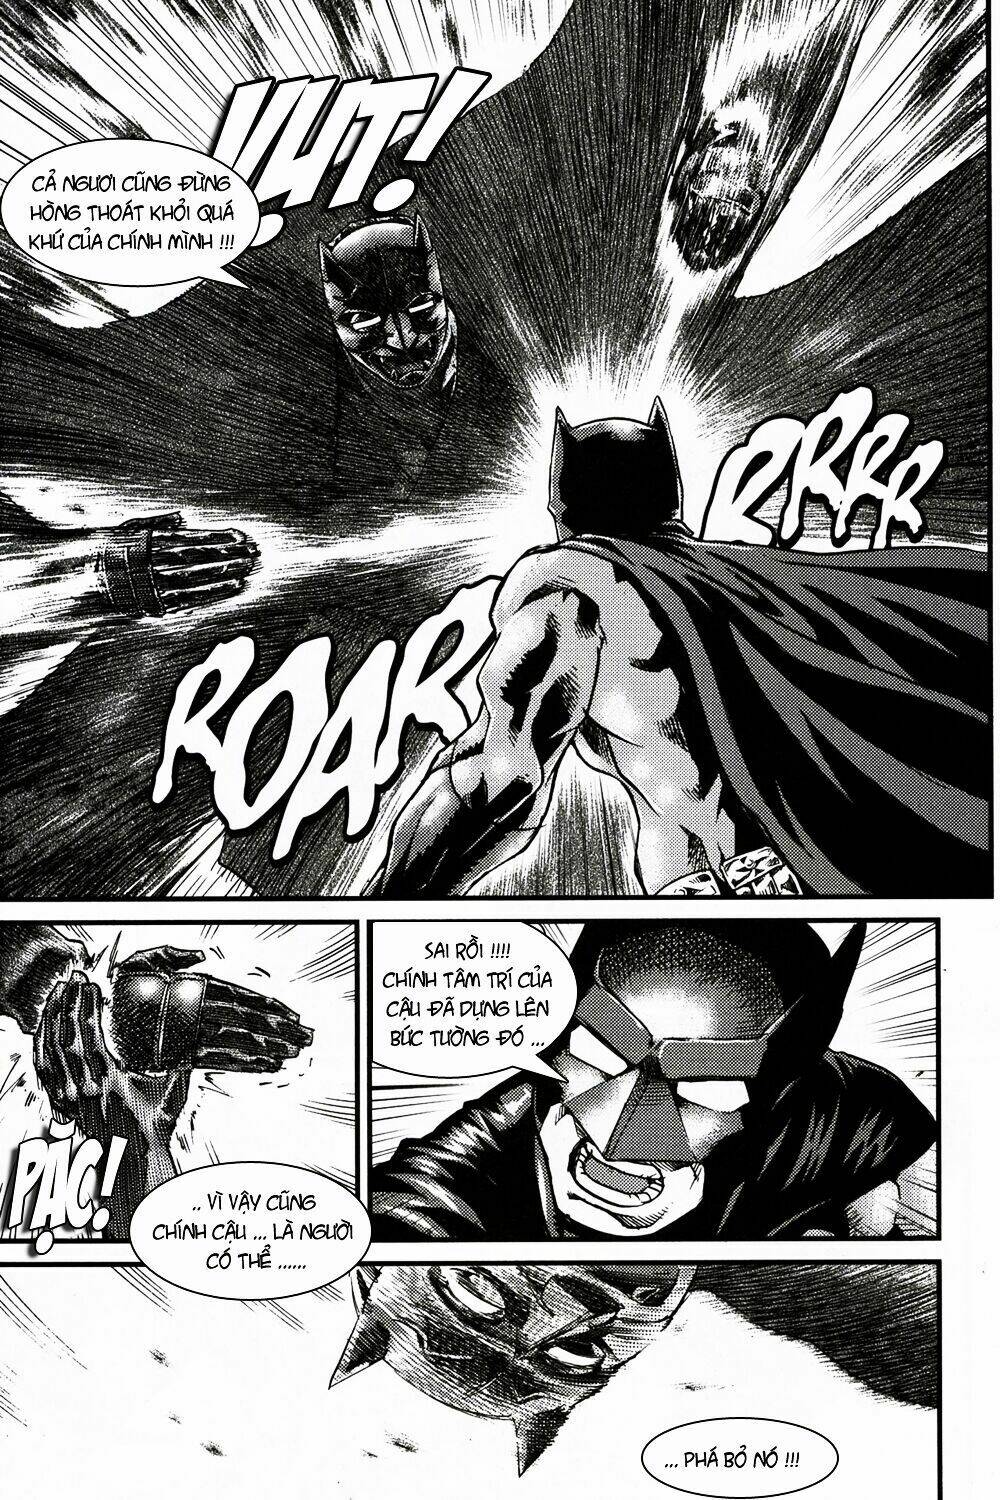 VỤT!
CẢ NGƯƠI CŨNG ĐỪNG
HÒNG THOÁT KHỎI QUÁ
KHỨ CỦA CHÍNH MÌNH !!!
RRRR
ROAR
SAI RỒI !!!!
CHÍNH TÂM TRÍ CỦA
CẬU ĐÃ DỰNG LÊN
BỨC TƯỜNG ĐÓ ...
PẶC!
.. VÌ VẬY CŨNG
CHÍNH CẬU ... LÀ NGƯỜI
CÓ THỂ ......
... PHÁ BỎ NÓ !!!